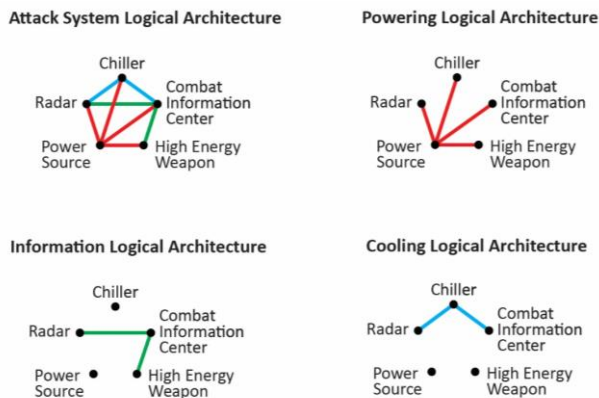 Attack System Logical Architecture
Chiller
Radar
Combat
Information
Center
Power
Source
High Energy
Weapon
Powering Logical Architecture
Chiller
Radar
Combat
Information
Center
Power
Source
High Energy
Weapon
Information Logical Architecture
Chiller
Radar
Combat
Information
Center
Power
Source
High Energy
Weapon
Cooling Logical Architecture
Chiller
Radar
Combat
Information
Center
Power
Source
High Energy
Weapon